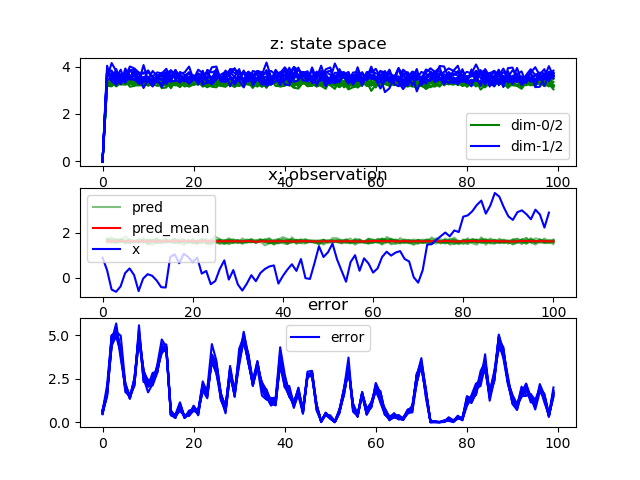 z: state space
4
2
0
dim-0/2
dim-1/2
0 20 40 60 80 100
x: observation
2
0
pred
pred_mean
x
0 20 40 60 80 100
error
5.0
2.5
0.0
error
0 20 40 60 80 100